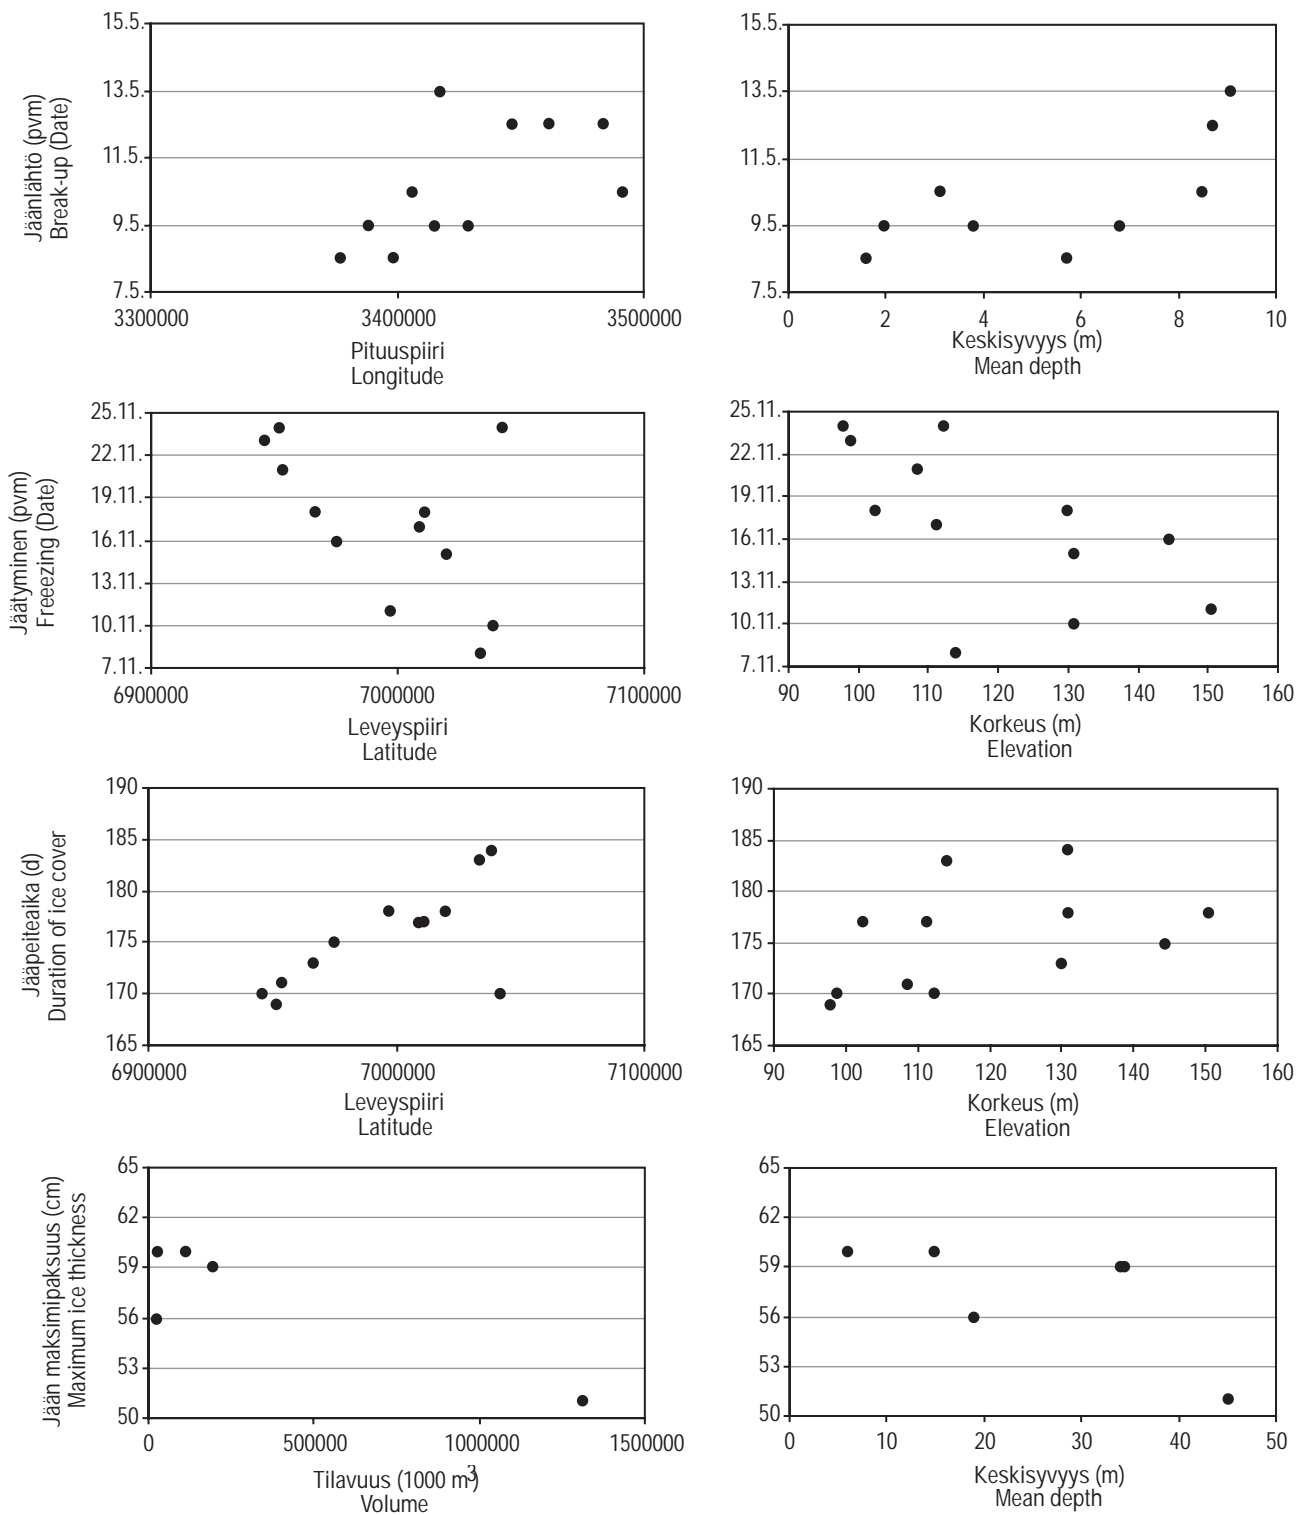 15.5.
13.5.
11.5.
9.5.
7.5.
Jäänlähtö (pvm)
Break-up (Date)
3300000 3400000 3500000
Pituuspiiri
Longitude
15.5.
13.5.
11.5.
9.5.
7.5.
0 2 4 6 8 10
Keskisyvyys (m)
Mean depth
25.11.
22.11.
19.11.
16.11.
13.11.
10.11.
7.11.
Jäätyminen (pvm)
Freeezing (Date)
6900000 7000000 7100000
Leveyspiiri
Latitude
25.11.
22.11.
19.11.
16.11.
13.11.
10.11.
7.11.
90 100 110 120 130 140 150 160
Korkeus (m)
Elevation
190
185
180
175
170
165
Jääpeiteaika (d)
Duration of ice cover
6900000 7000000 7100000
Leveyspiiri
Latitude
190
185
180
175
170
165
90 100 110 120 130 140 150 160
Korkeus (m)
Elevation
65
62
59
56
53
50
Jään maksimipaksuus (cm)
Maximum ice thickness
0 500000 1000000 1500000
Tilavuus (1000 m³)
Volume
65
62
59
56
53
50
0 10 20 30 40 50
Keskisyvyys (m)
Mean depth